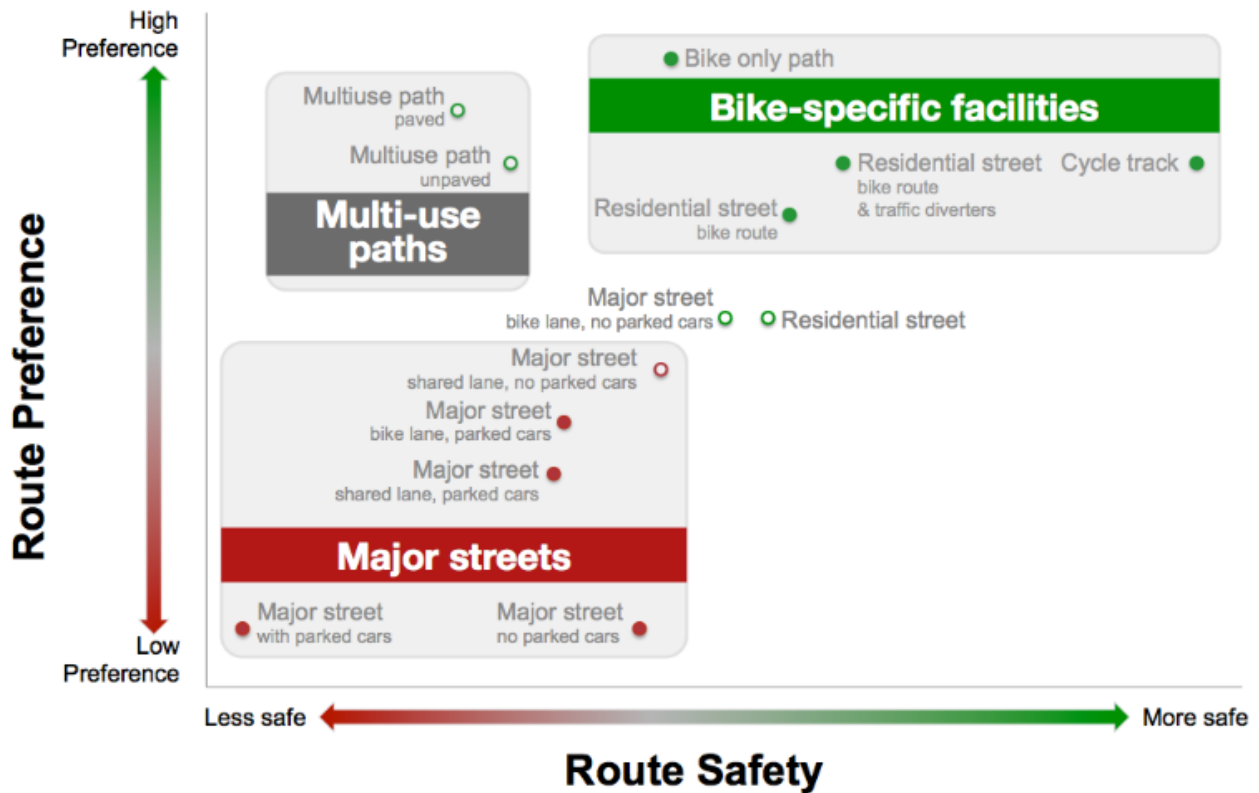 High
Preference
Bike only path
Bike-specific facilities
Multiuse path
paved
Multiuse path
unpaved
Multi-use
paths
Residential street
bike route
& traffic diverters
Cycle track
Residential street
bike route
Major street
bike lane, no parked cars
Residential street
Major street
shared lane, no parked cars
Major street
bike lane, parked cars
Major street
shared lane, parked cars
Major streets
Major street
with parked cars
Major street
no parked cars
Route Preference
Low
Preference
Less safe
More safe
Route Safety